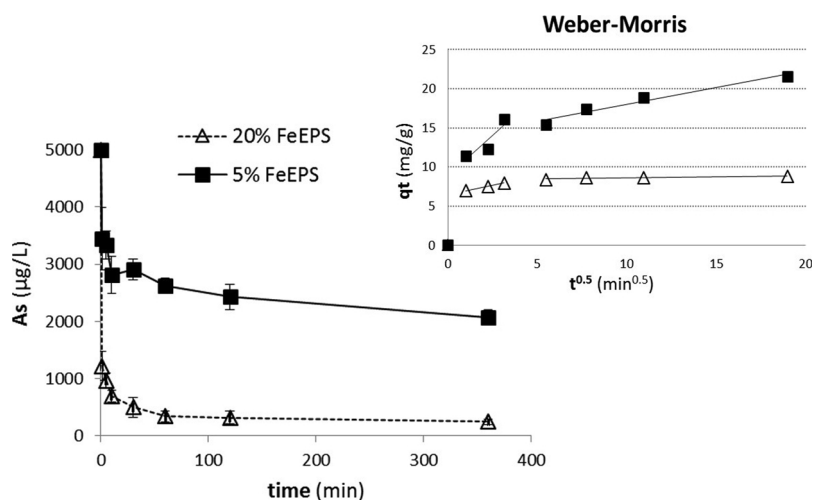 Weber-Morris
25
20
15
10
5
0
qt (mg/g)
0 5 10 15 20
t0.5 (min0.5)
20% FeEPS
5% FeEPS
5000
4000
3000
2000
1000
0
As (µg/L)
0 100 200 300 400
time (min)